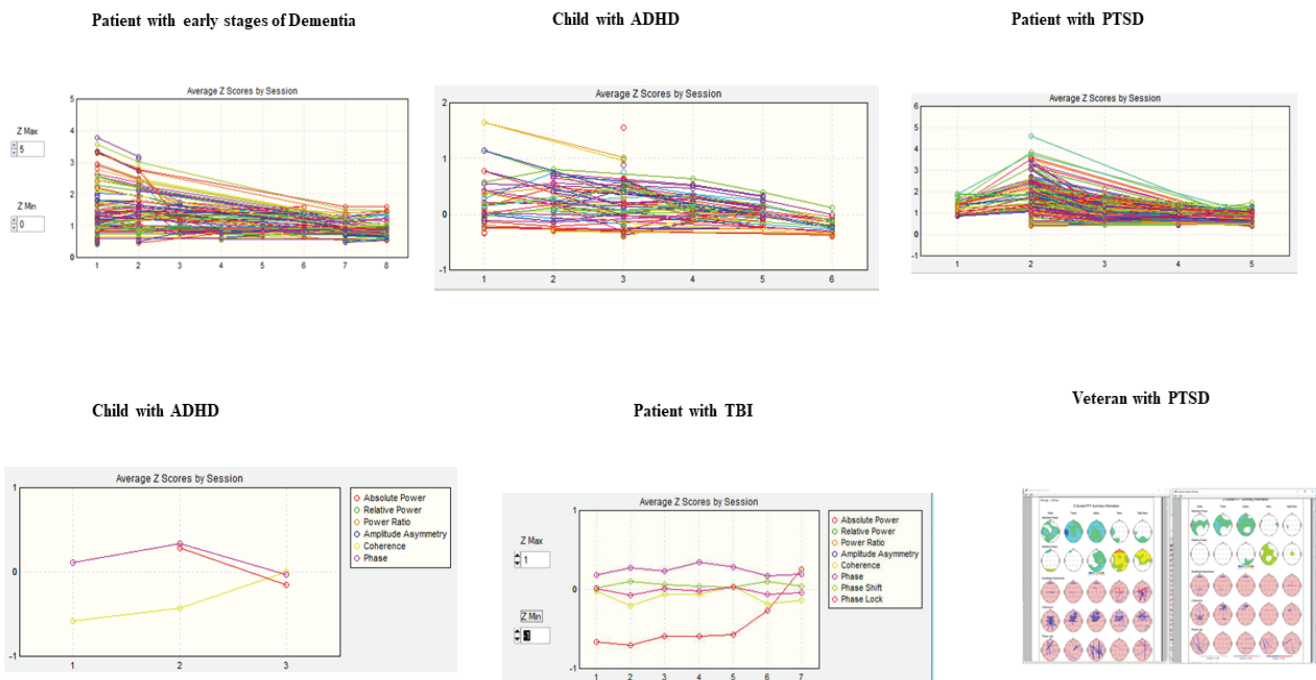 Patient with early stages of Dementia
Child with ADHD
Patient with PTSD
Average Z Scores by Session
Z Max
5
Z Min
0
5
4
3
2
1
0
1 2 3 4 5 6 7 8
Average Z Scores by Session
2
1
0
-1
1 2 3 4 5 6
Average Z Scores by Session
6
5
4
3
2
1
0
-1
1 2 3 4 5
Child with ADHD
Patient with TBI
Veteran with PTSD
Average Z Scores by Session
1
0
-1
1 2 3
Absolute Power
Relative Power
Power Ratio
Amplitude Asymmetry
Coherence
Phase
Average Z Scores by Session
Z Max
1
Z Min
1
0
-1
1 2 3 4 5 6 7
Absolute Power
Relative Power
Power Ratio
Amplitude Asymmetry
Coherence
Phase
Phase Shift
Phase Lock